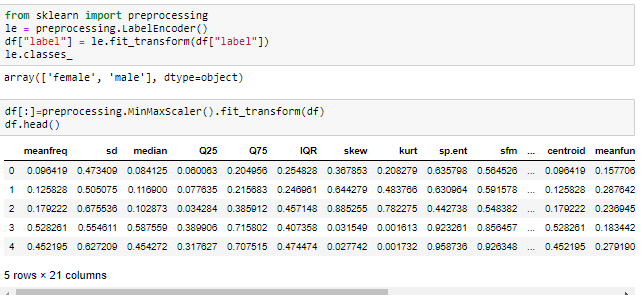 from sklearn import preprocessing
le = preprocessing.LabelEncoder()
df["label"] = le.fit_transform(df["label"])
le.classes_
array(['female', 'male'], dtype=object)
df[:]=preprocessing.MinMaxScaler().fit_transform(df)
df.head()
meanfreq sd median Q25 Q75 IQR skew kurt sp.ent sfm ... centroid meanfun
0 0.096419 0.473409 0.084125 0.060063 0.204956 0.254828 0.367853 0.208279 0.635798 0.564526 ... 0.096419 0.157706
1 0.125828 0.505075 0.116900 0.077635 0.215683 0.246961 0.644279 0.483766 0.630964 0.591578 ... 0.125828 0.287642
2 0.179222 0.675536 0.102873 0.034284 0.385912 0.457148 0.885255 0.782275 0.442738 0.548382 ... 0.179222 0.236945
3 0.528261 0.554611 0.587559 0.389906 0.715802 0.407358 0.031549 0.001613 0.923261 0.856457 ... 0.528261 0.183442
4 0.452195 0.627209 0.454272 0.317627 0.707515 0.474474 0.027742 0.001732 0.958736 0.926348 ... 0.452195 0.279190
5 rows × 21 columns